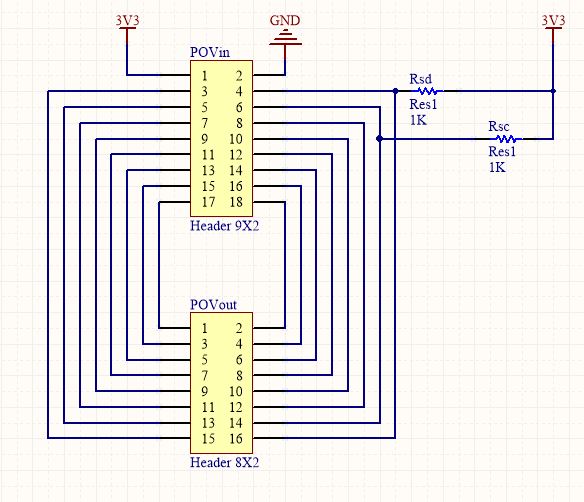 3V3 GND 3V3
POVin
1 2
3 4
5 6
7 8
9 10
11 12
13 14
15 16
17 18
Header 9X2
Rsd
Res1
1K
Rsc
Res1
1K
POVout
1 2
3 4
5 6
7 8
9 10
11 12
13 14
15 16
Header 8X2